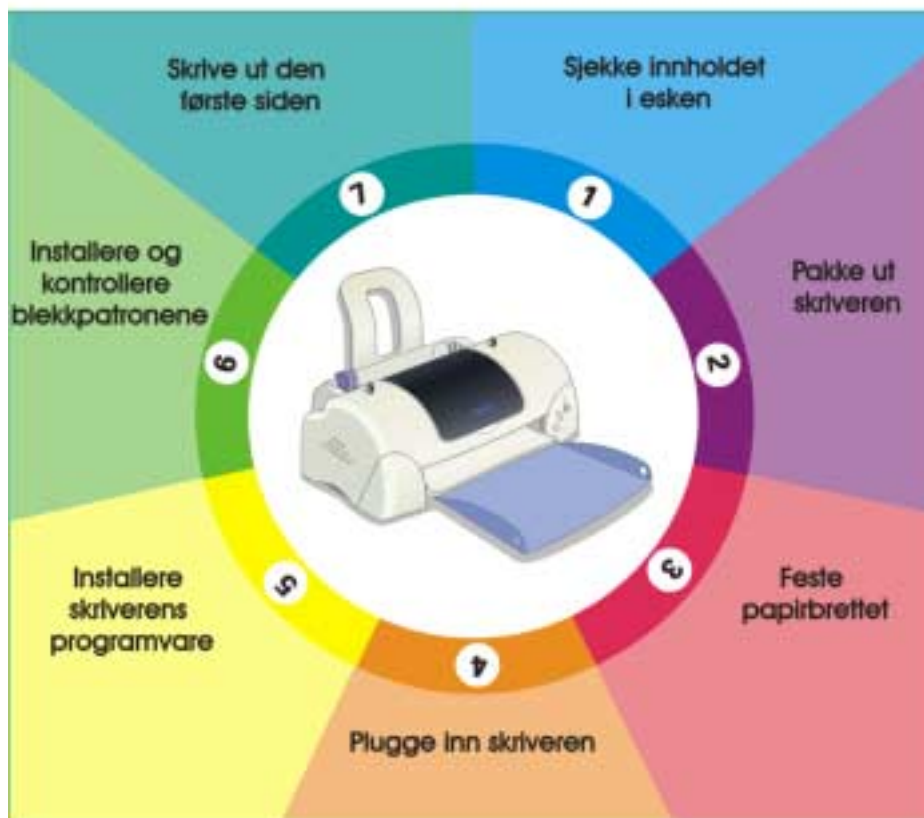 Sjekke innholdet
i esken
1
Pakke ut
skriveren
2
Feste
papirbrettet
3
Plugge inn skriveren
4
Installere
skriverens
programvare
5
Installere og
kontrollere
blekkpatronene
6
Skrive ut den
første siden
7